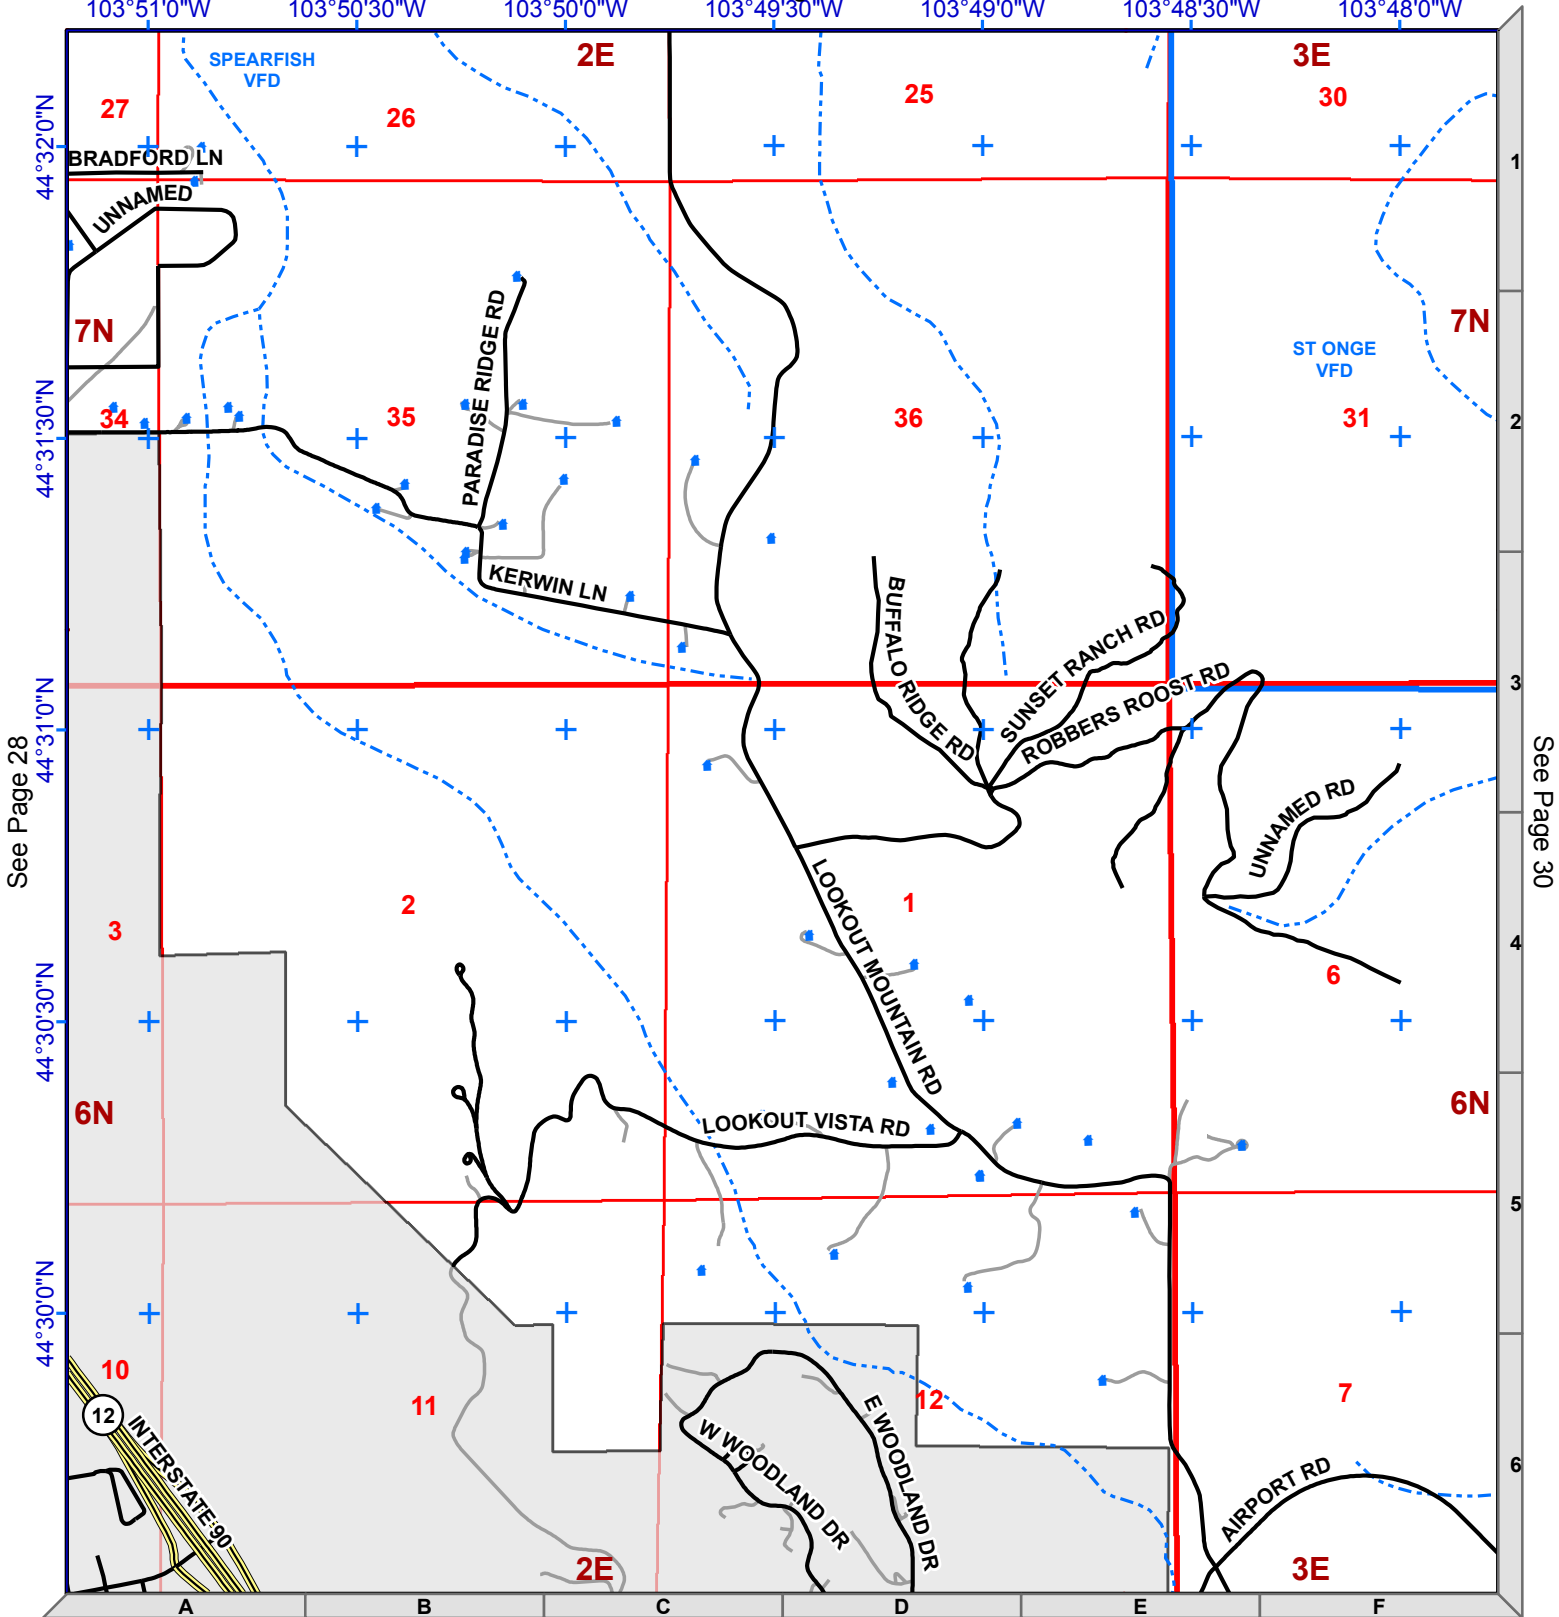 103°51'0"W
103°50'30"W
103°50'0"W
103°49'30"W
103°49'0"W
103°48'30"W
103°48'0"W
SPEARFISH
VFD
2E
3E
27
26
25
30
44°32'0"N
BRADFORD LN
1
UNNAMED
7N
7N
PARADISE RIDGE RD
ST ONGE
VFD
44°31'30"N
34
35
36
31
2
KERWIN LN
BUFFALO RIDGE RD
SUNSET RANCH RD
ROBBERS ROOST RD
3
44°31'0"N
See Page 28
See Page 30
UNNAMED RD
LOOKOUT MOUNTAIN RD
3
2
1
6
4
44°30'30"N
6N
6N
LOOKOUT VISTA RD
5
44°30'0"N
10
11
12
7
12
INTERSTATE 90
W WOODLAND DR
E WOODLAND DR
AIRPORT RD
6
2E
3E
A
B
C
D
E
F